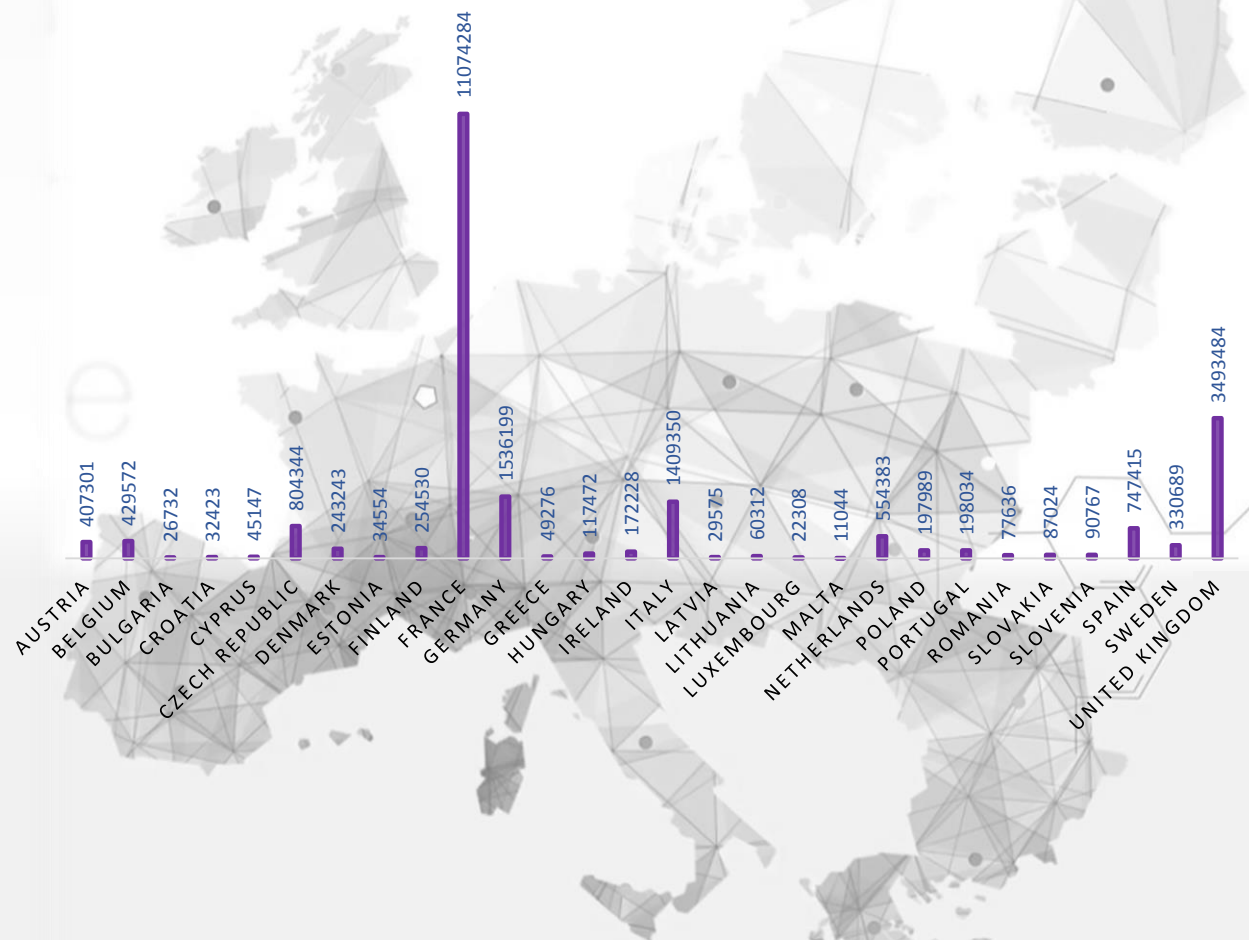 407301
429572
26732
32423
45147
804344
243243
34554
254530
11074284
1536199
49276
117472
172228
1409350
29575
60312
22308
11044
554383
197989
198034
77636
87024
90767
747415
330689
3493484
AUSTRIA
BELGIUM
BULGARIA
CROATIA
CYPRUS
CZECH REPUBLIC
DENMARK
ESTONIA
FINLAND
FRANCE
GERMANY
GREECE
HUNGARY
IRELAND
ITALY
LATVIA
LITHUANIA
LUXEMBOURG
MALTA
NETHERLANDS
POLAND
PORTUGAL
ROMANIA
SLOVAKIA
SLOVENIA
SPAIN
SWEDEN
UNITED KINGDOM
e